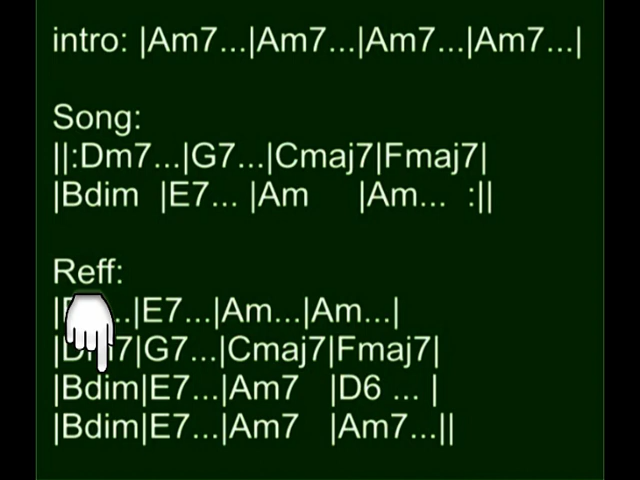 intro: |Am7...|Am7...|Am7...|Am7...|
Song:
||:Dm7...|G7...|Cmaj7|Fmaj7|
|Bdim |E7... |Am |Am... :||
Reff:
|E7...|Am...|Am...|
|G7...|Cmaj7|Fmaj7|
|Bdim|E7...|Am7 |D6 ... |
|Bdim|E7...|Am7 |Am7...||